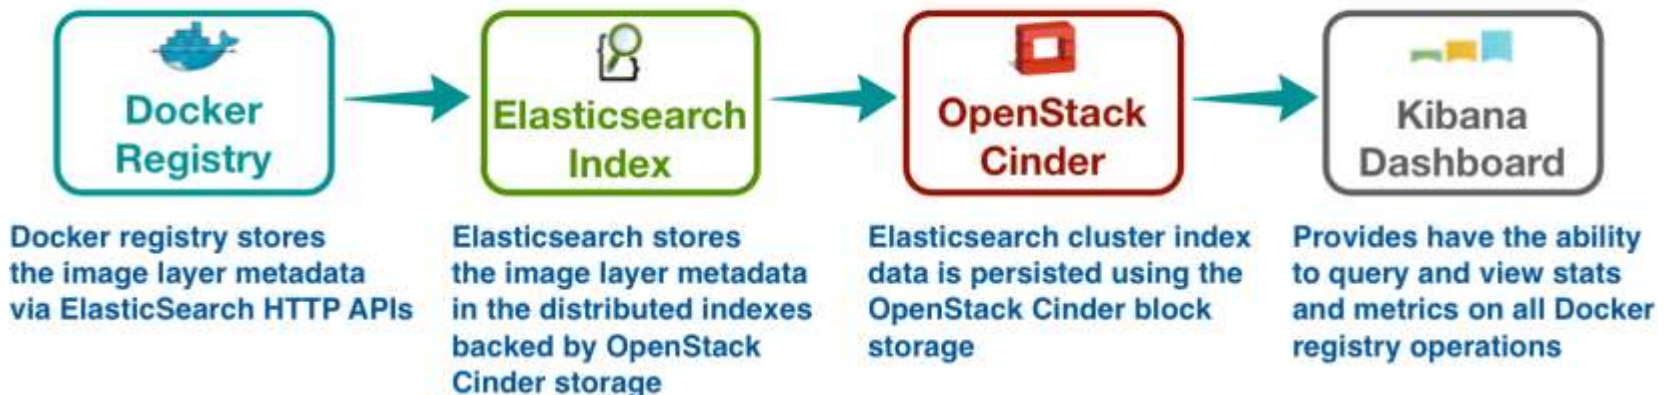 Docker
Registry
Elasticsearch
Index
OpenStack
Cinder
Kibana
Dashboard
Docker registry stores
the image layer metadata
via ElasticSearch HTTP APIs
Elasticsearch stores
the image layer metadata
in the distributed indexes
backed by OpenStack
Cinder storage
Elasticsearch cluster index
data is persisted using the
OpenStack Cinder block
storage
Provides have the ability
to query and view stats
and metrics on all Docker
registry operations